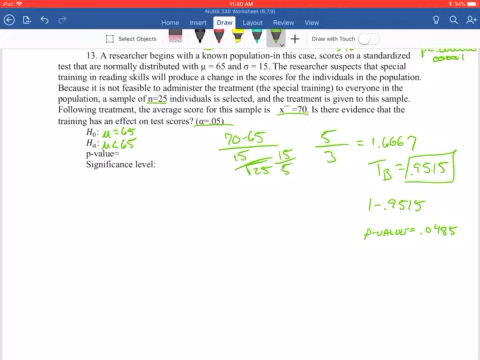 11:40 AM
94%
NURS 330 Worksheet (6,7,9)
Home
Insert
Draw
Layout
Review
View
Select Objects
Draw with Touch
13. A researcher begins with a known population-in this case, scores on a standardized
test that are normally distributed with μ = 65 and σ = 15. The researcher suspects that special
training in reading skills will produce a change in the scores for the individuals in the population.
Because it is not feasible to administer the treatment (the special training) to everyone in the
population, a sample of n=25 individuals is selected, and the treatment is given to this sample.
Following treatment, the average score for this sample is x¯¯ =70. Is there evidence that the
training has an effect on test scores? (α=.05)
H0: μ = 65
Ha: μ < 65
p-value=
Significance level:
70-65
15
√25
15
5
5
3
= 1.6667
TB = .9515
1 - .9515
p-value = .0485